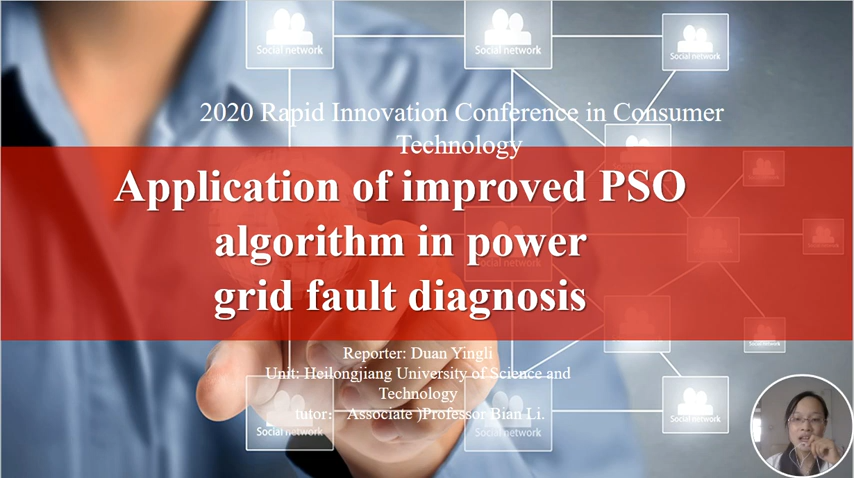 Social network
Social network
Social network
2020 Rapid Innovation Conference in Consumer
Technology
Application of improved PSO
algorithm in power
grid fault diagnosis
Social network
Social network
Reporter: Duan Yingli
Unit: Heilongjiang University of Science and
Technology
tutor： Associate )Professor Bian Li.
Social network
Social network
Social network